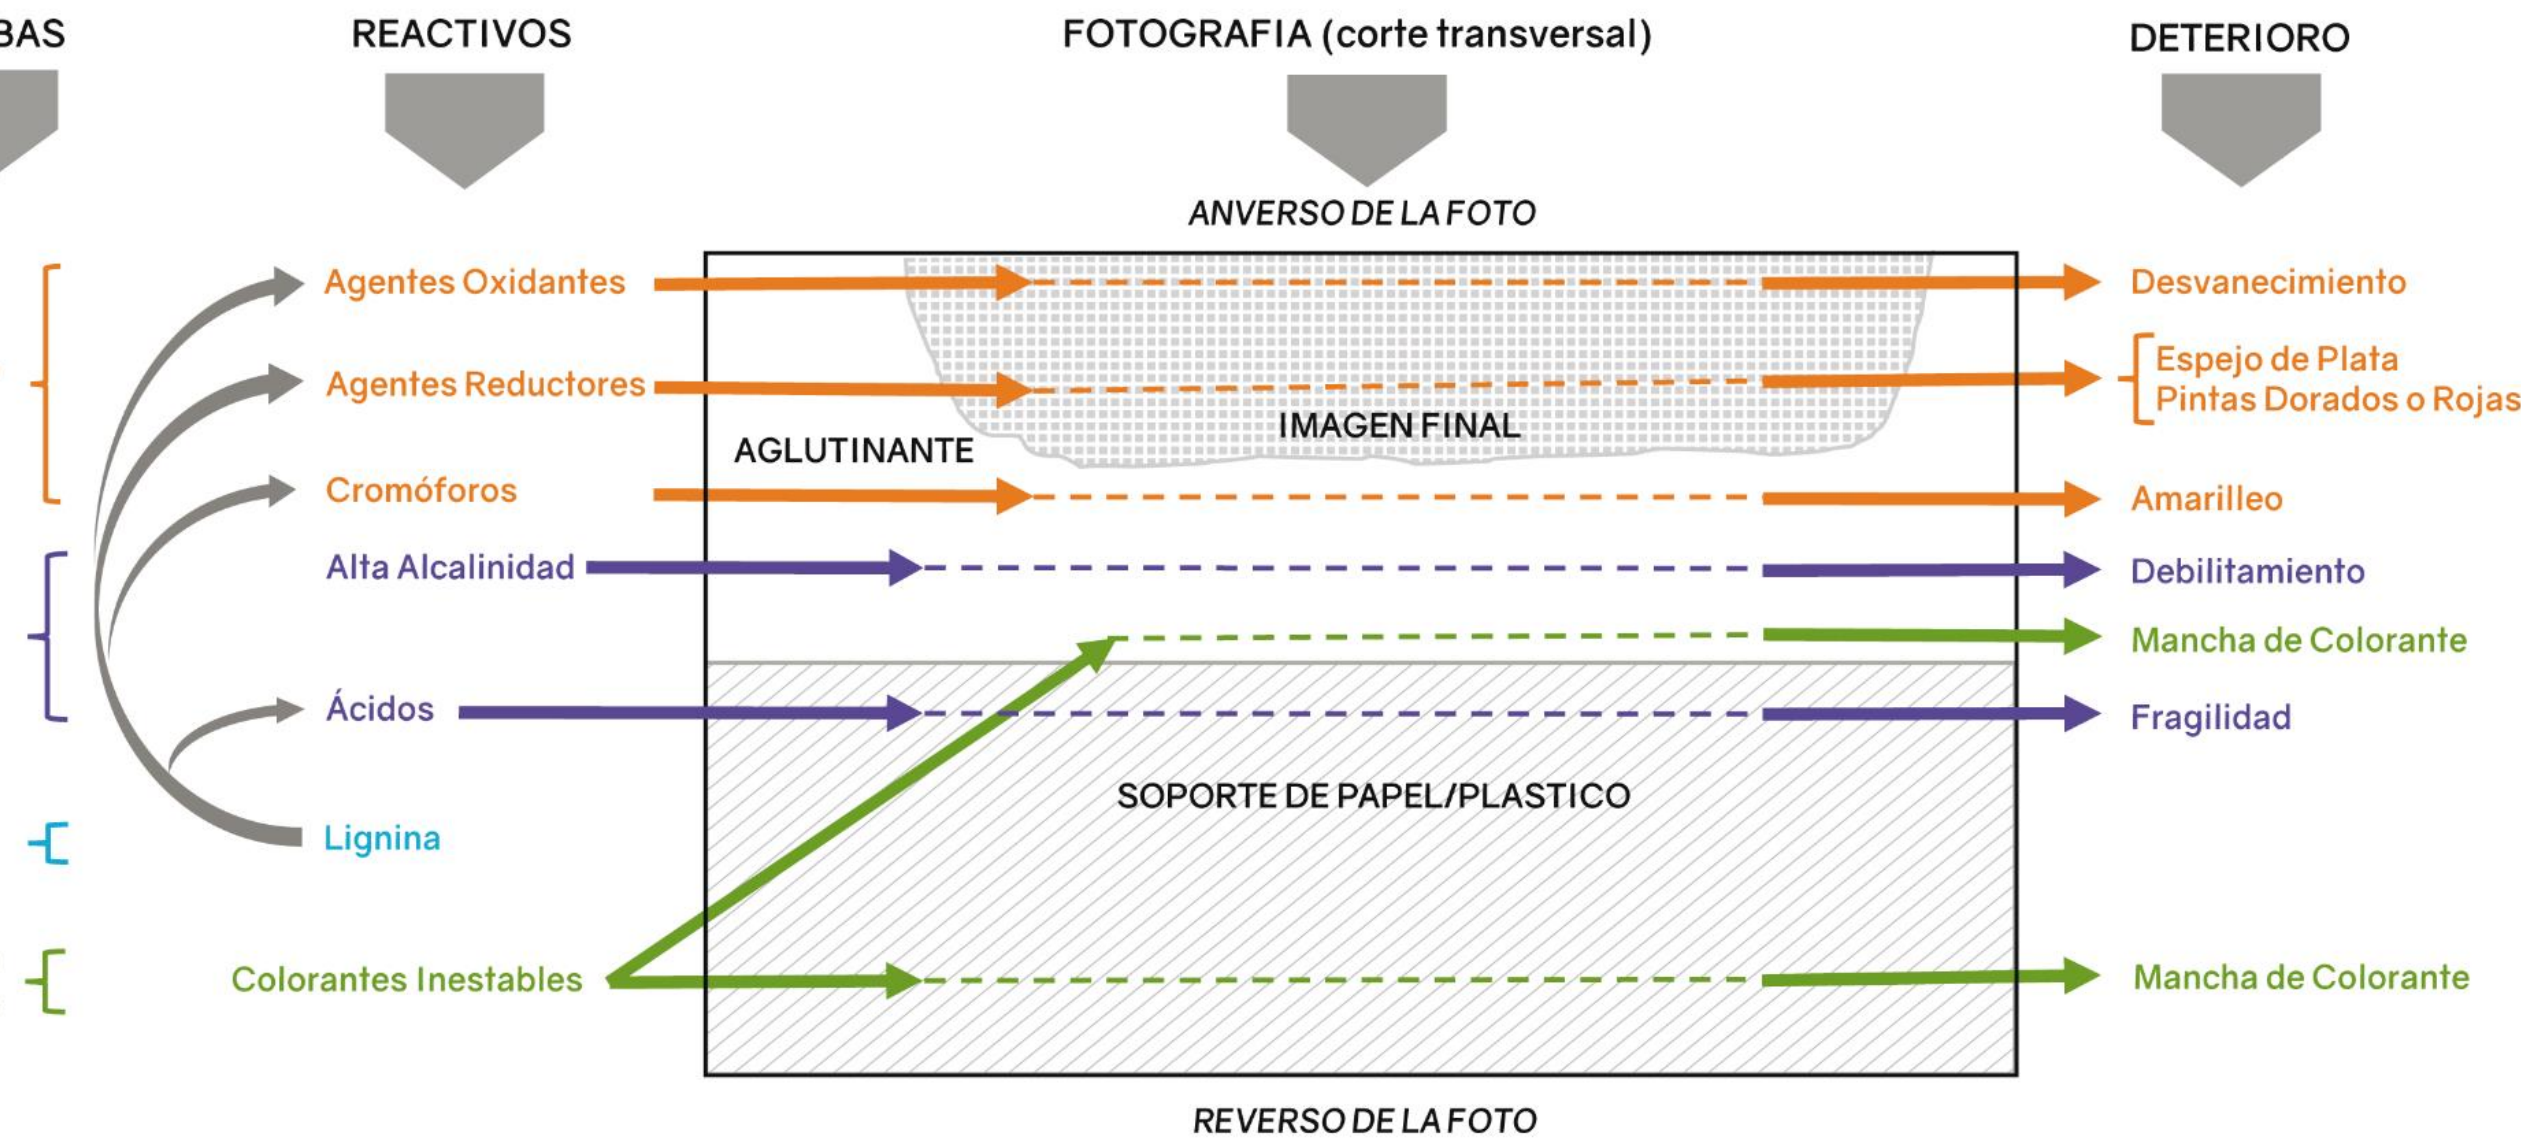 BAS
REACTIVOS
FOTOGRAFIA (corte transversal)
DETERIORO
ANVERSO DE LA FOTO
Agentes Oxidantes
Desvanecimiento
Agentes Reductores
Espejo de Plata
Pintas Dorados o Rojas
IMAGEN FINAL
AGLUTINANTE
Cromóforos
Amarilleo
Alta Alcalinidad
Debilitamiento
Mancha de Colorante
Ácidos
Fragilidad
SOPORTE DE PAPEL/PLASTICO
Lignina
Colorantes Inestables
Mancha de Colorante
REVERSO DE LA FOTO